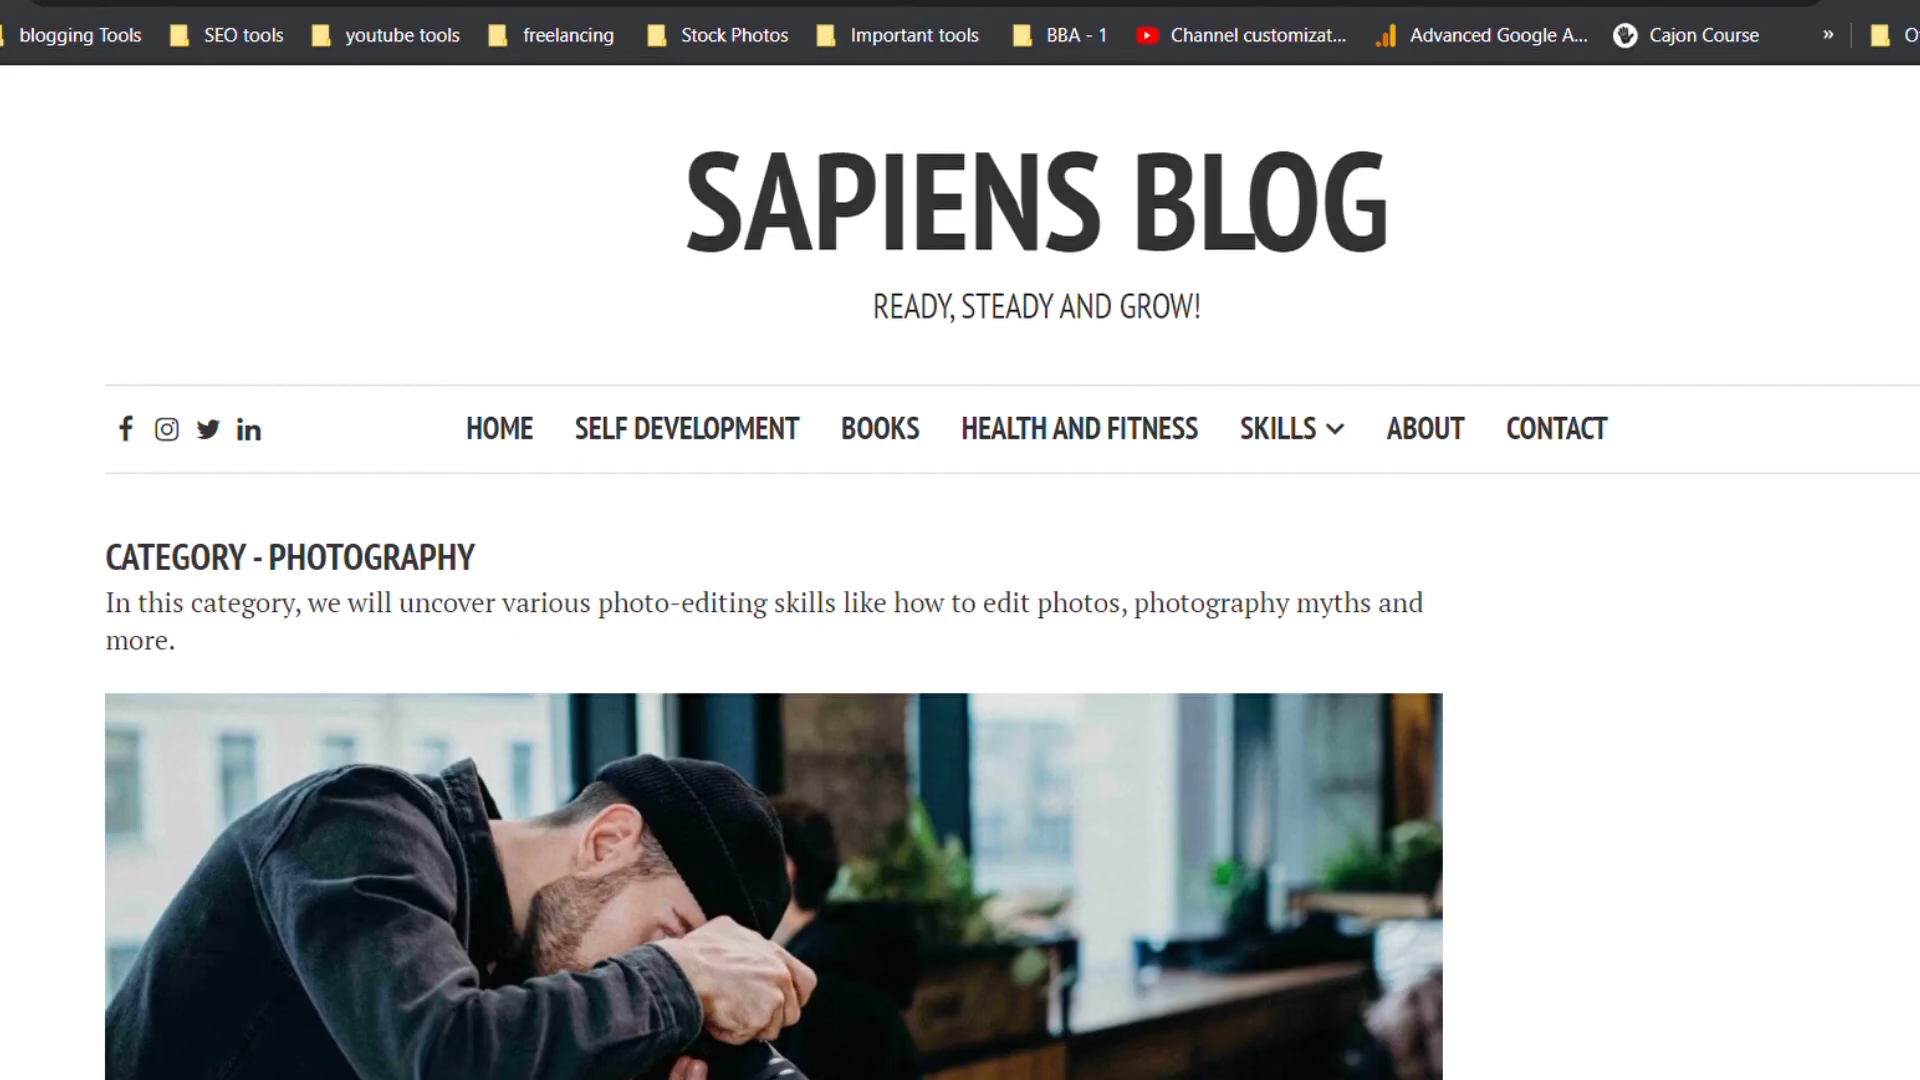 blogging Tools SEO tools youtube tools freelancing Stock Photos Important tools BBA - 1 Channel customizat... Advanced Google A... Cajon Course »
SAPIENS BLOG
READY, STEADY AND GROW!
HOME SELF DEVELOPMENT BOOKS HEALTH AND FITNESS SKILLS ABOUT CONTACT
CATEGORY - PHOTOGRAPHY
In this category, we will uncover various photo-editing skills like how to edit photos, photography myths and
more.